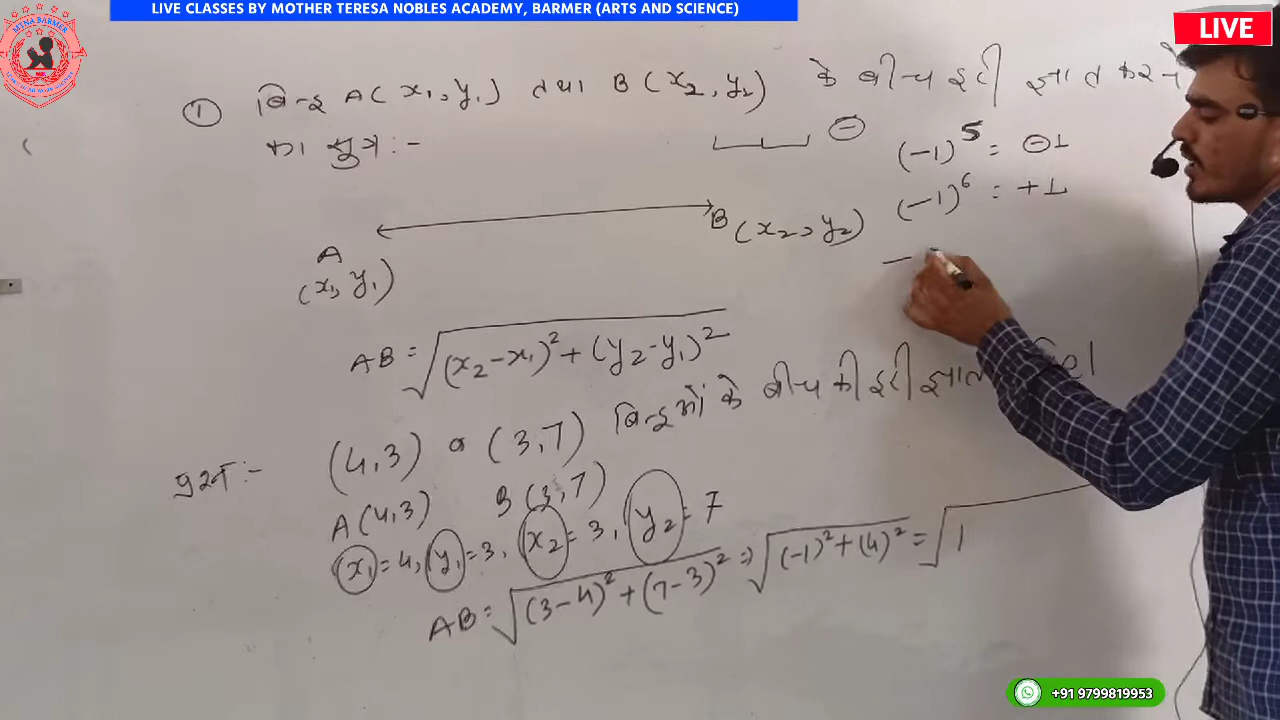 LIVE CLASSES BY MOTHER TERESA NOBLES ACADEMY, BARMER (ARTS AND SCIENCE)
LIVE
MTNA BARMER
① बिन्दु A(x₁, y₁) तथा B(x₂, y₂) के बीच दूरी ज्ञात करने
का सूत्र :-
⊖
(-1)⁵ = ⊖1
(-1)⁶ = +1
A
(x₁, y₁)
B(x₂, y₂)
AB = √(x₂-x₁)² + (y₂-y₁)²
प्रश्न :- (4,3) व (3,7) बिन्दुओं के बीच की दूरी ज्ञात
A(4,3) B(3,7)
x₁ = 4, y₁ = 3, x₂ = 3, y₂ = 7
AB = √(3-4)² + (7-3)² ⇒ √(-1)² + (4)² = √1
+91 9799819953